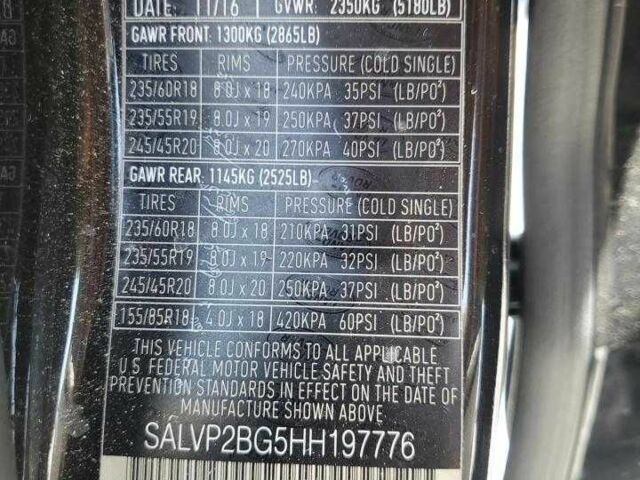 DATE: 11/16 GVWR: 2350KG (5180LB)
GAWR FRONT: 1300KG (2865LB)
TIRES RIMS PRESSURE (COLD SINGLE)
235/60R18 8.0J x 18 240KPA 35PSI (LB/PO²)
235/55R19 8.0J x 19 250KPA 37PSI (LB/PO²)
245/45R20 8.0J x 20 270KPA 40PSI (LB/PO²)
GAWR REAR: 1145KG (2525LB)
TIRES RIMS PRESSURE (COLD SINGLE)
235/60R18 8.0J x 18 210KPA 31PSI (LB/PO²)
235/55R19 8.0J x 19 220KPA 32PSI (LB/PO²)
245/45R20 8.0J x 20 250KPA 37PSI (LB/PO²)
155/85R18 4.0J x 18 420KPA 60PSI (LB/PO²)
THIS VEHICLE CONFORMS TO ALL APPLICABLE
U.S FEDERAL MOTOR VEHICLE SAFETY AND THEFT
PREVENTION STANDARDS IN EFFECT ON THE DATE
OF MANUFACTURE SHOWN ABOVE.
SALVP2BG5HH197776